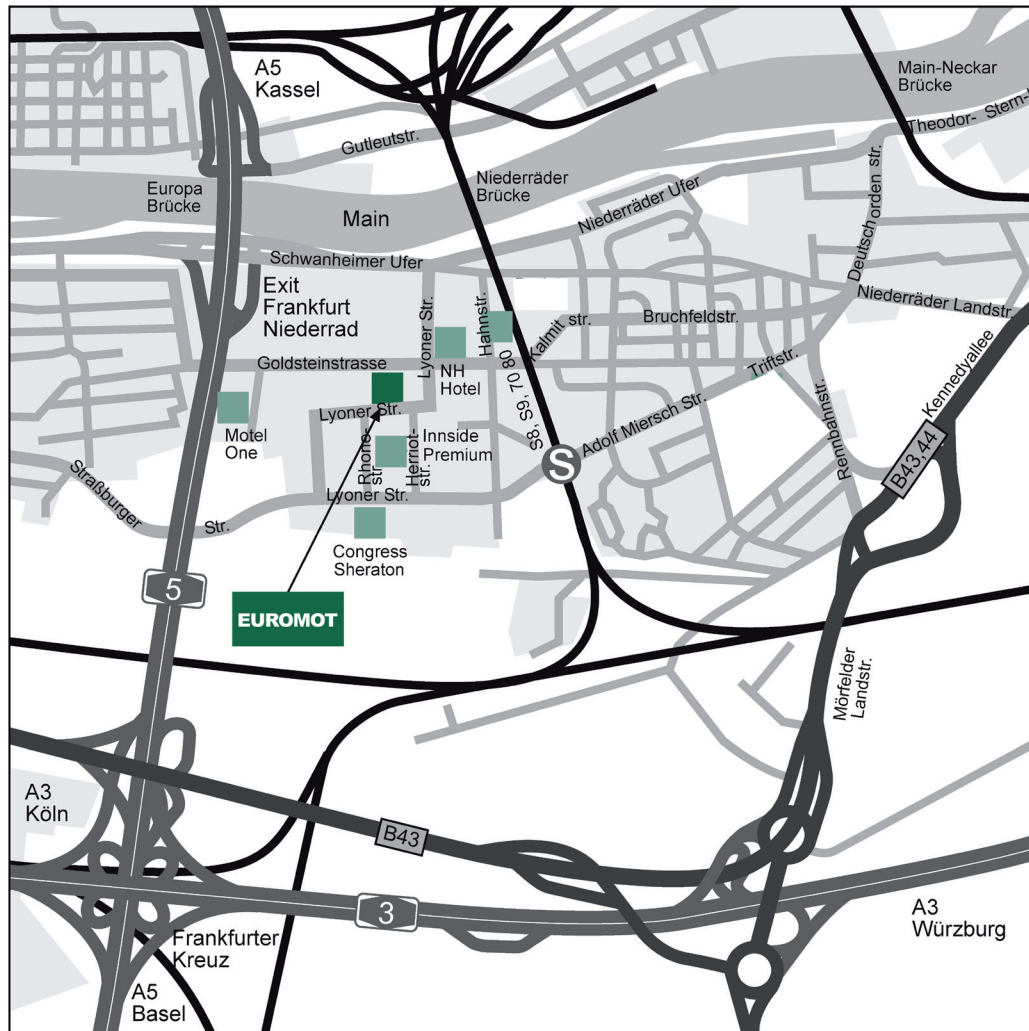 A5
Kassel
Main-Neckar
Brücke
Theodor- Stern-
Gutleutstr.
Europa
Brücke
Niederräder
Brücke
Main
Niederräder Ufer
Deutschorden str.
Schwanheimer Ufer
Exit
Frankfurt
Niederrad
Lyoner Str.
Hahnstr.
Kalmit str.
Bruchfeldstr.
Niederräder Landstr.
Goldsteinstrasse
NH
Hotel
S8, S9, 70 80
Triftstr.
Kennedyallee
Lyoner Str.
Adolf Miersch Str.
Rennbahnstr.
Motel
One
Rhone-
str.
Herriot-
str.
Innside
Premium
S
B43,44
Straßburger
Str.
Lyoner Str.
Congress
Sheraton
5
EUROMOT
Mörfelder
Landstr.
A3
Köln
B43
3
A3
Würzburg
Frankfurter
Kreuz
A5
Basel